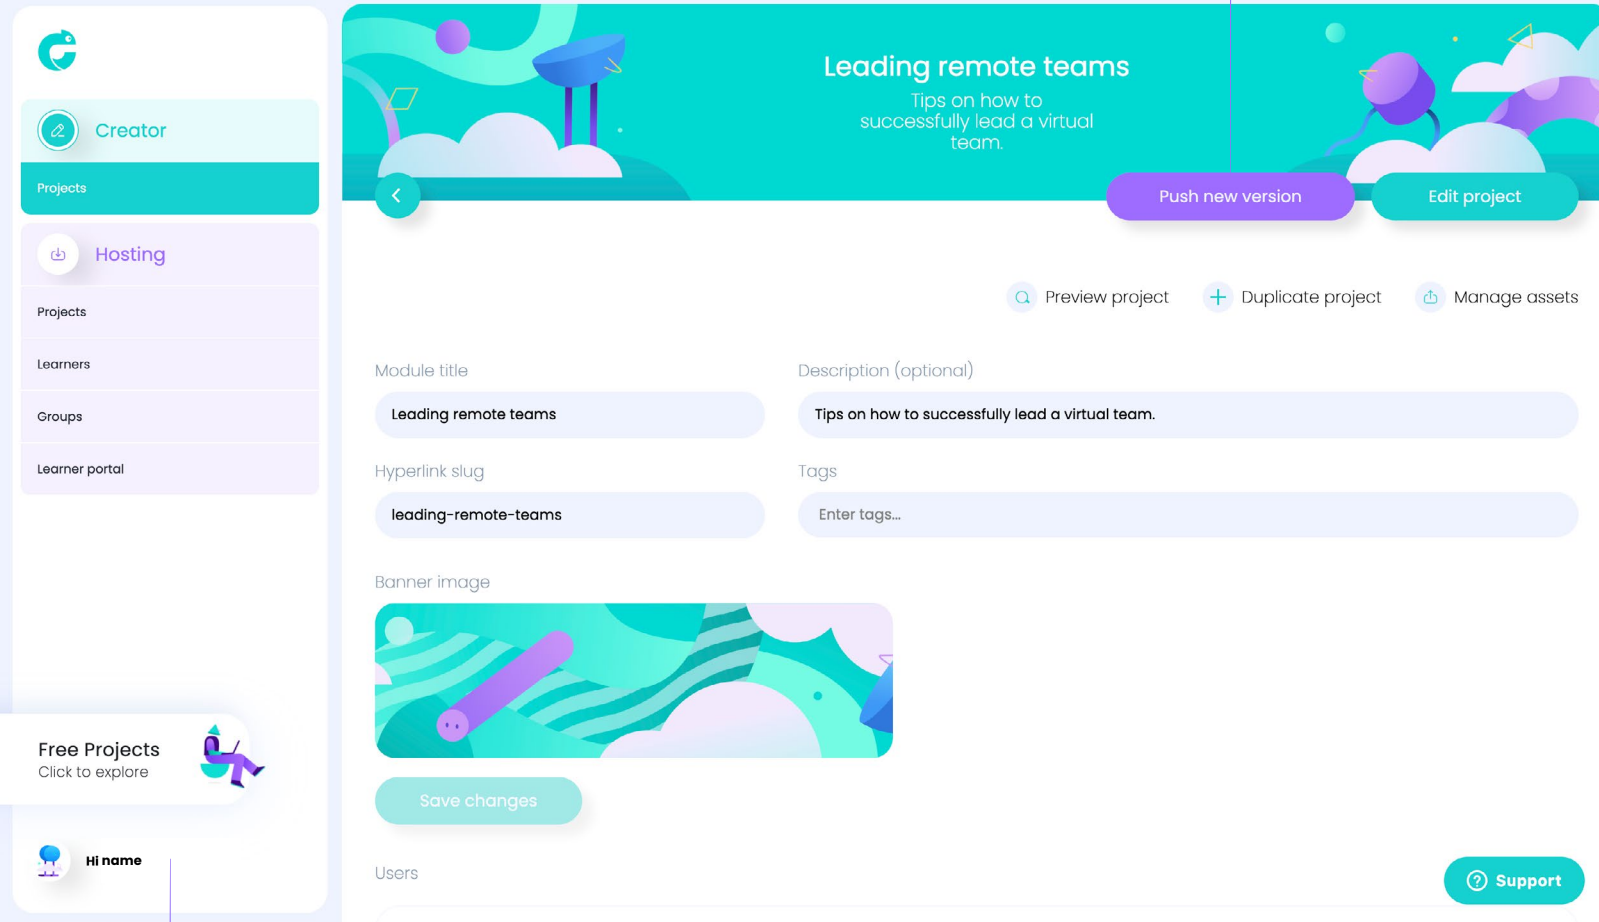 Creator
Projects
Hosting
Projects
Learners
Groups
Learner portal
Free Projects
Click to explore
Hi name
Leading remote teams
Tips on how to
successfully lead a virtual
team.
Push new version
Edit project
Preview project
Duplicate project
Manage assets
Module title
Description (optional)
Leading remote teams
Tips on how to successfully lead a virtual team.
Hyperlink slug
Tags
leading-remote-teams
Enter tags...
Banner image
Save changes
Users
Support